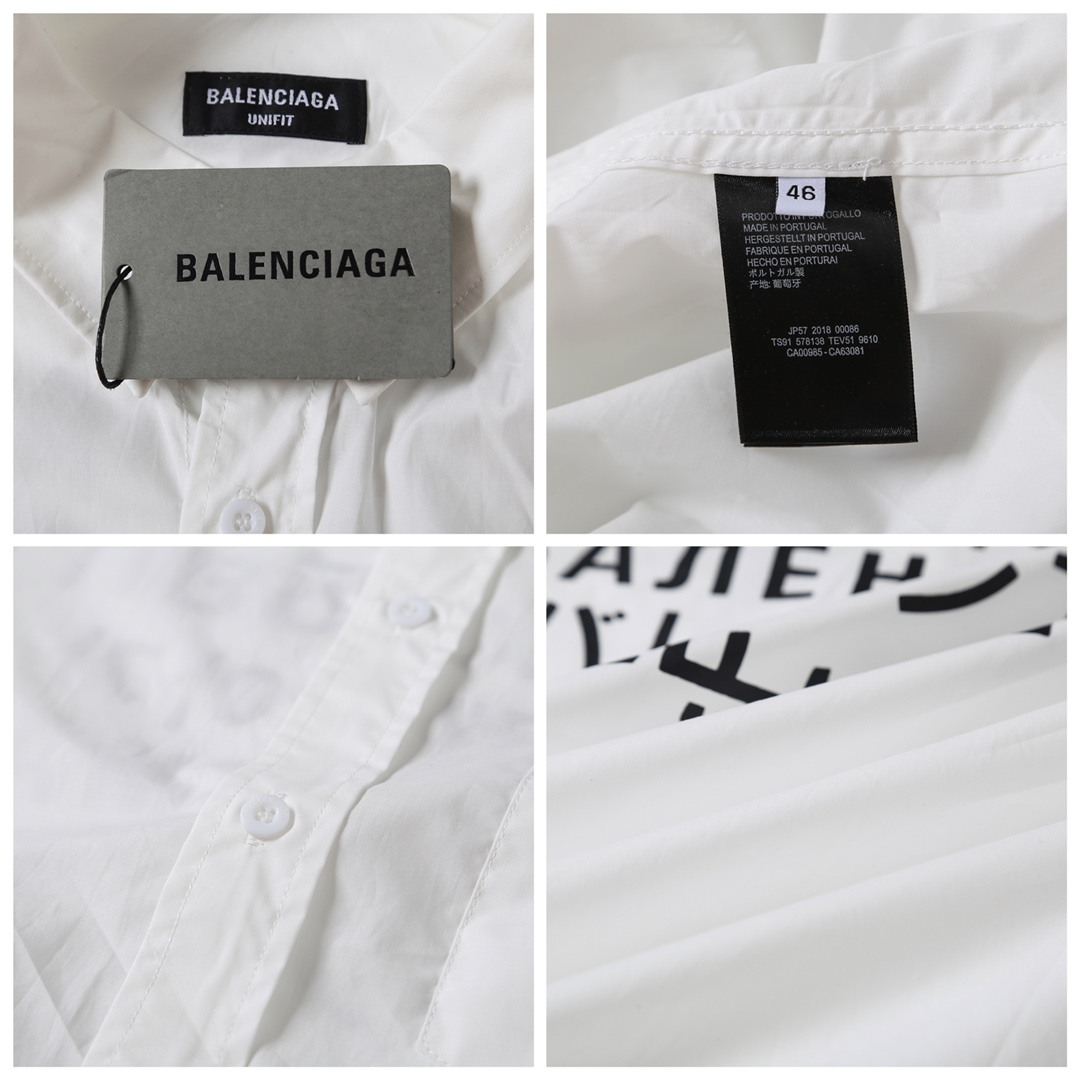 BALENCIAGA
UNIFIT
BALENCIAGA
46
PRODOTTO IN PORTOGALLO
MADE IN PORTUGAL
HERGESTELLT IN PORTUGAL
FABRIQUE EN PORTUGAL
HECHO EN PORTURAI
ポルトガル製
产地: 葡萄牙
JP57 2018 00086
TS91 578138 TEV51 9610
CA00985 - CA63081